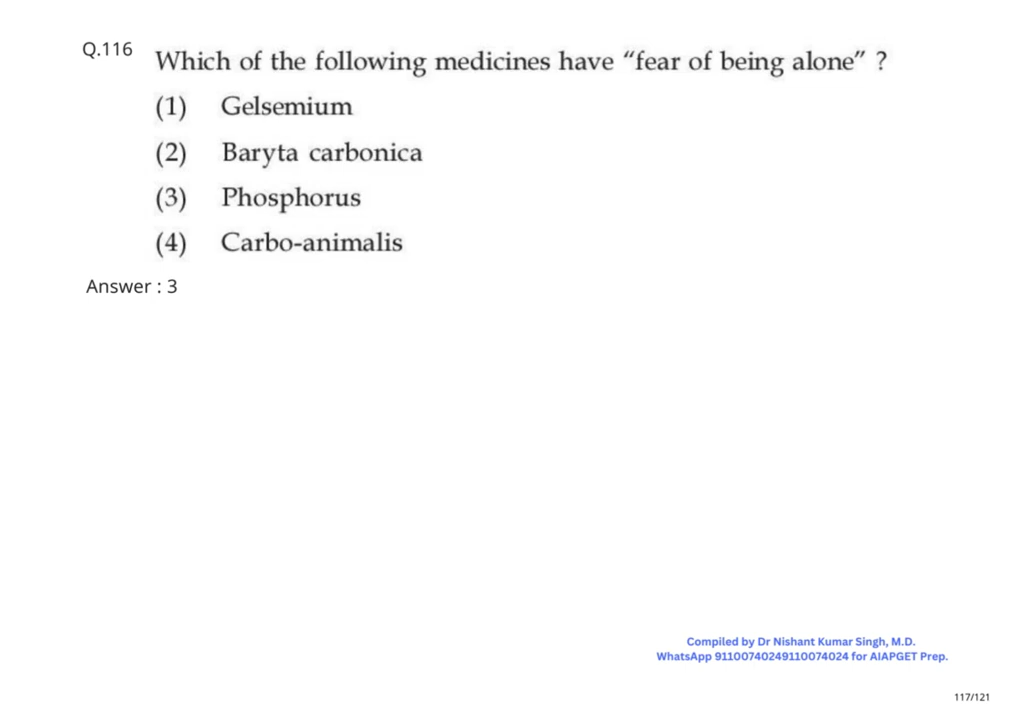 Q.116 Which of the following medicines have “fear of being alone” ?
(1) Gelsemium
(2) Baryta carbonica
(3) Phosphorus
(4) Carbo-animalis
Answer : 3
Compiled by Dr Nishant Kumar Singh, M.D.
WhatsApp 91100740249110074024 for AIAPGET Prep.
117/121